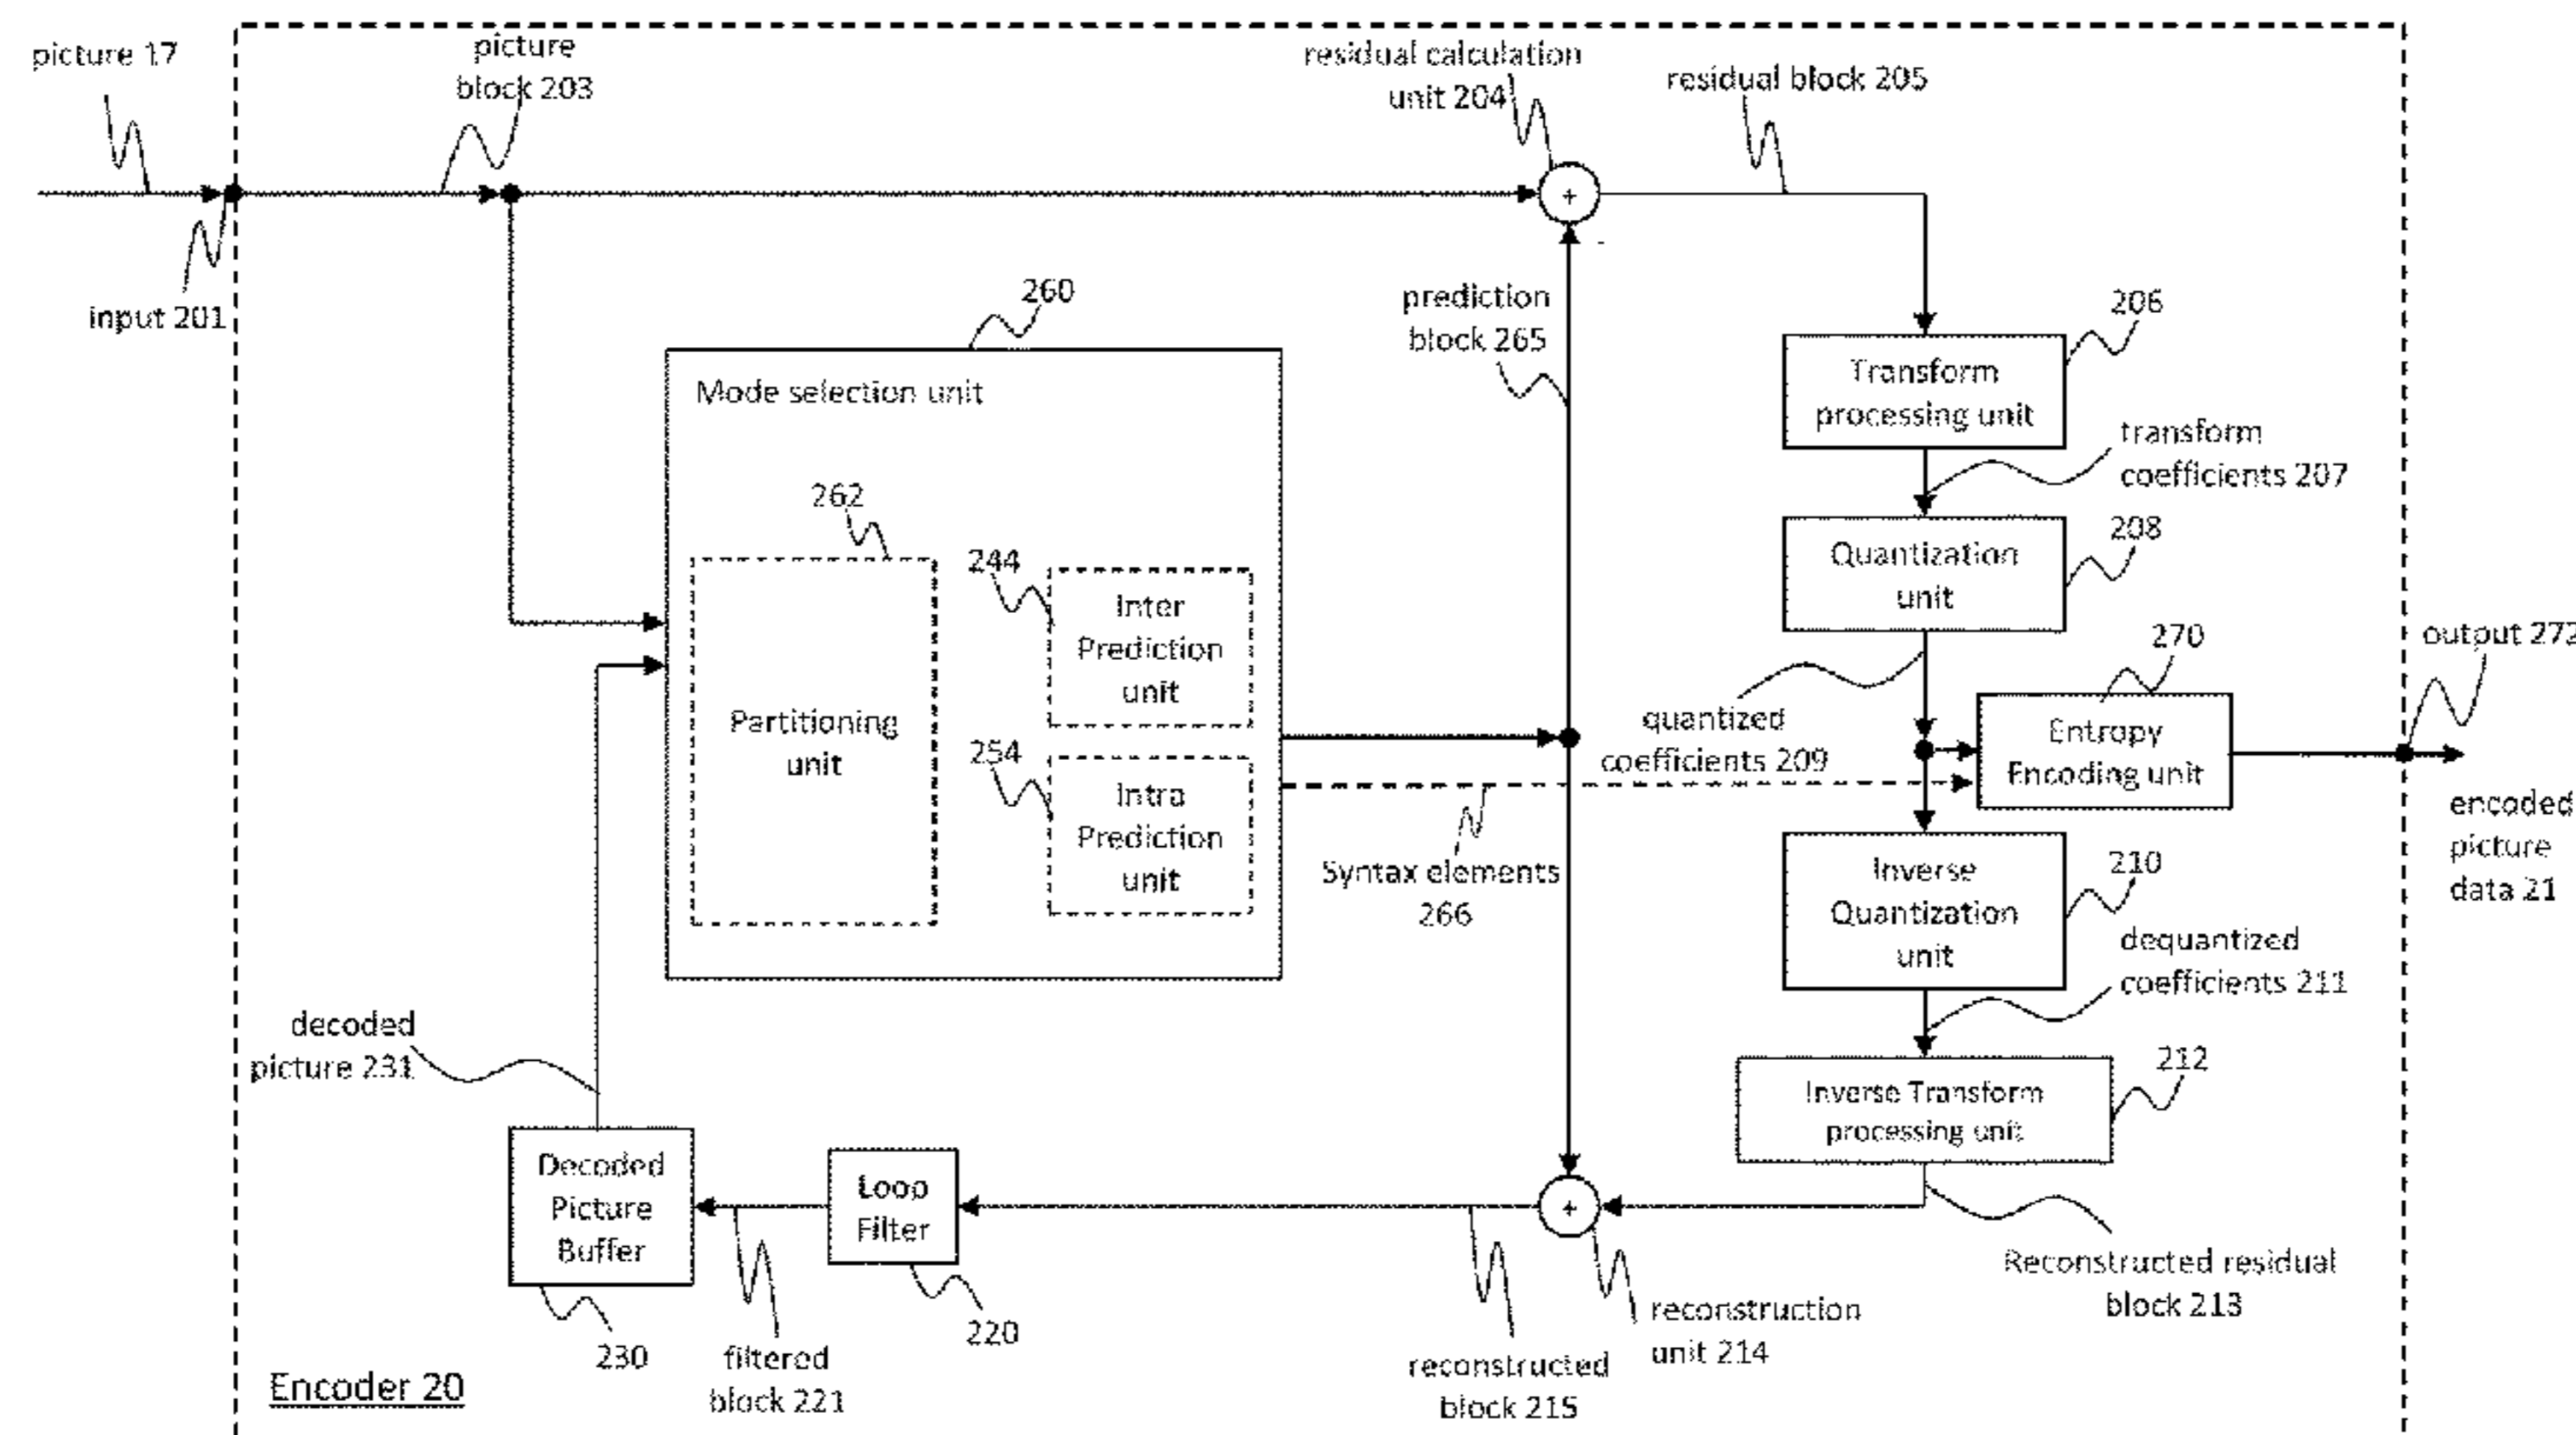 picture 17
picture
block 203
residual calculation
unit 204
residual block 205
+
input 201
260
prediction
block 265
206
Mode selection unit
Transform
processing unit
transform
coefficients 207
262
208
Quantization
unit
244
Inter
Prediction
unit
270
output 272
Partitioning
unit
quantized
coefficients 209
Entropy
Encoding unit
254
Intra
Prediction
unit
encoded
picture
data 21
Syntax elements
266
210
Inverse
Quantization
unit
dequantized
coefficients 211
decoded
picture 231
212
Inverse Transform
processing unit
Decoded
Picture
Buffer
Loop
Filter
+
Reconstructed residual
block 213
reconstruction
unit 214
220
230
filtered
block 221
reconstructed
block 215
Encoder 20